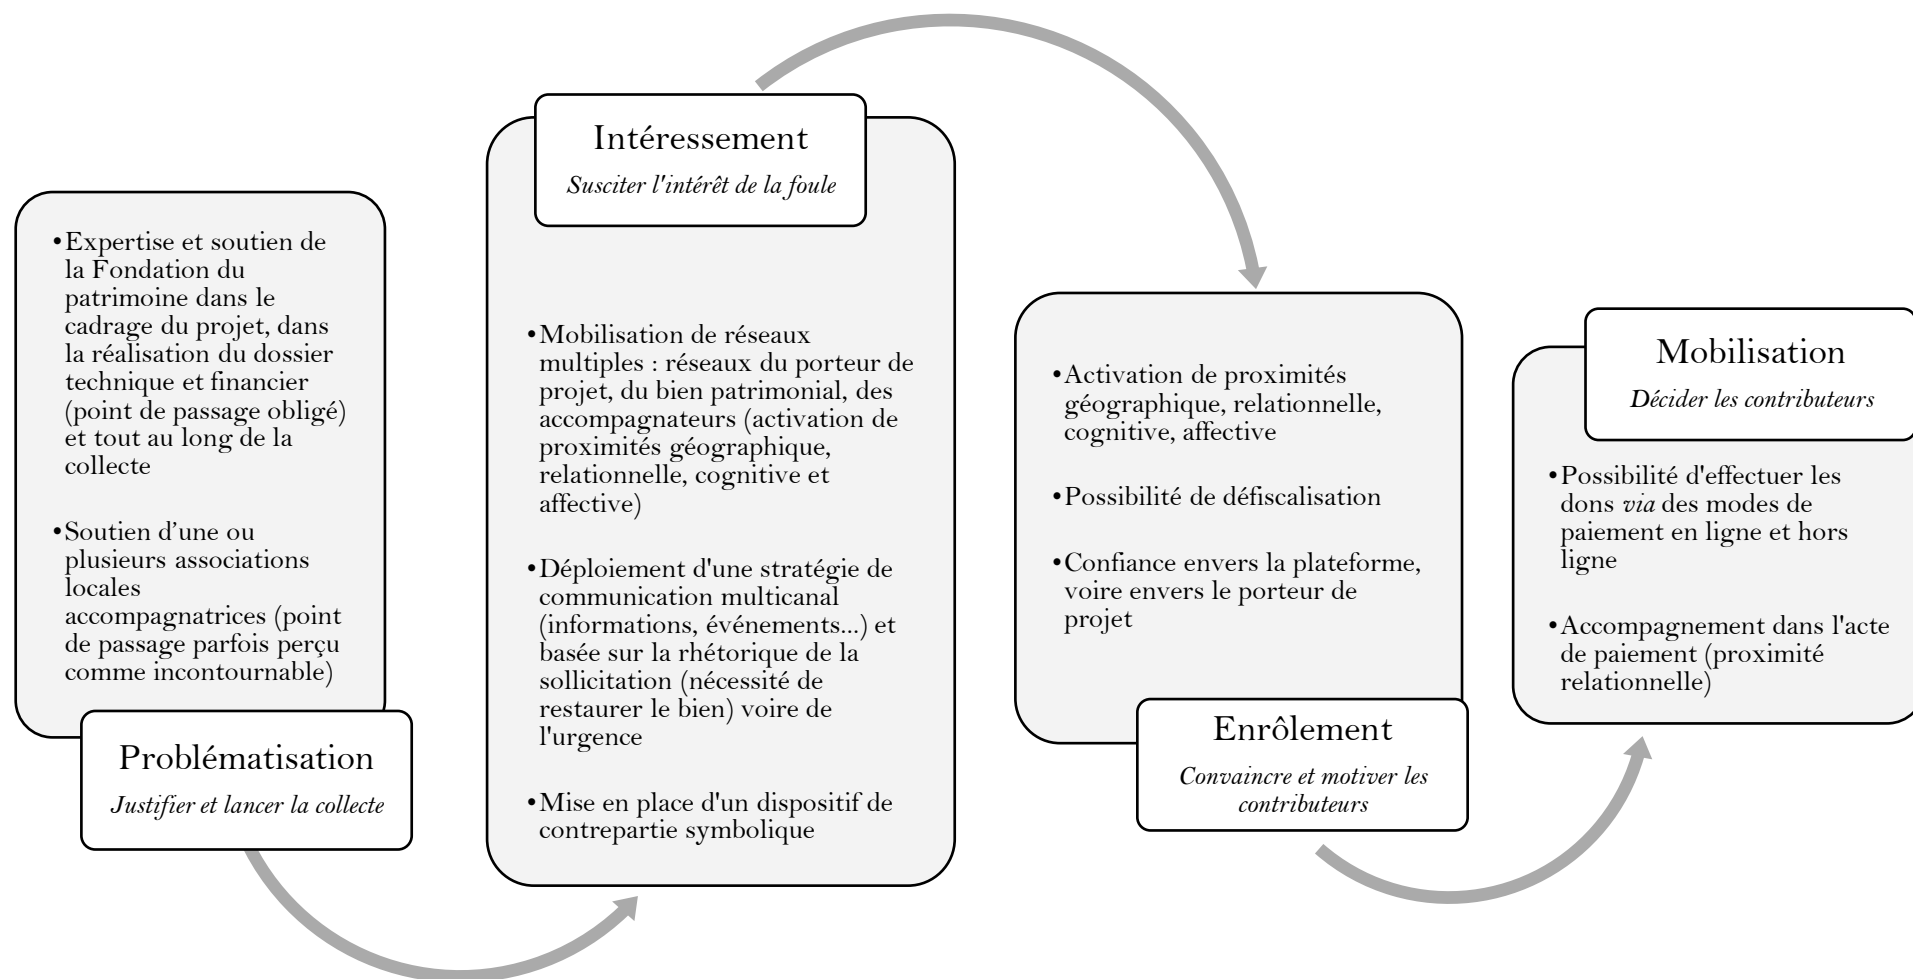 •Expertise et soutien de
la Fondation du
patrimoine dans le
cadrage du projet, dans
la réalisation du dossier
technique et financier
(point de passage obligé)
et tout au long de la
collecte
•Soutien d’une ou
plusieurs associations
locales
accompagnatrices (point
de passage parfois perçu
comme incontournable)
Problématisation
Justifier et lancer la collecte
Intéressement
Susciter l'intérêt de la foule
•Mobilisation de réseaux
multiples : réseaux du porteur de
projet, du bien patrimonial, des
accompagnateurs (activation de
proximités géographique,
relationnelle, cognitive et
affective)
•Déploiement d'une stratégie de
communication multicanal
(informations, événements...) et
basée sur la rhétorique de la
sollicitation (nécessité de
restaurer le bien) voire de
l'urgence
•Mise en place d'un dispositif de
contrepartie symbolique
•Activation de proximités
géographique, relationnelle,
cognitive, affective
•Possibilité de défiscalisation
•Confiance envers la plateforme,
voire envers le porteur de
projet
Enrôlement
Convaincre et motiver les
contributeurs
Mobilisation
Décider les contributeurs
•Possibilité d'effectuer les
dons via des modes de
paiement en ligne et hors
ligne
•Accompagnement dans l'acte
de paiement (proximité
relationnelle)